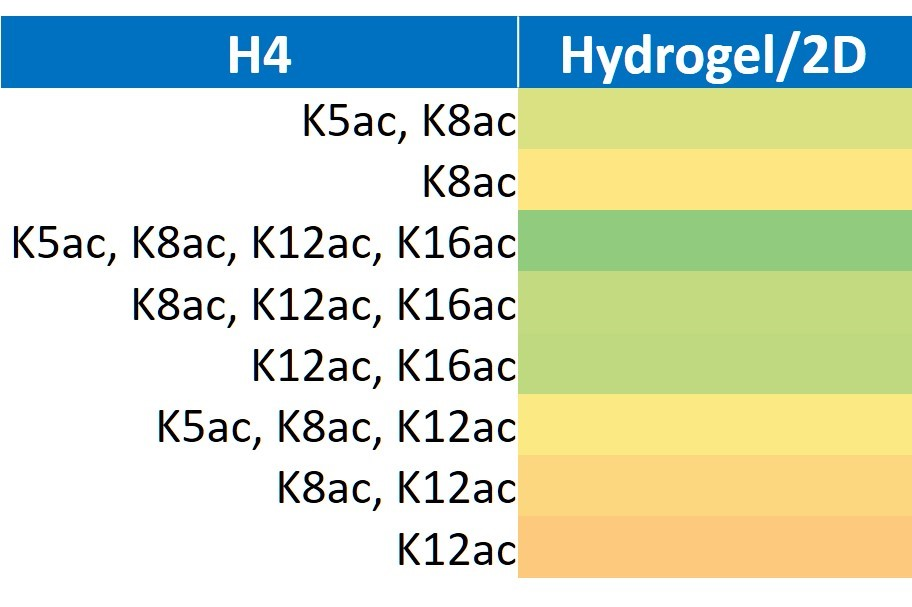 H4 Hydrogel/2D
K5ac, K8ac
K8ac
K5ac, K8ac, K12ac, K16ac
K8ac, K12ac, K16ac
K12ac, K16ac
K5ac, K8ac, K12ac
K8ac, K12ac
K12ac